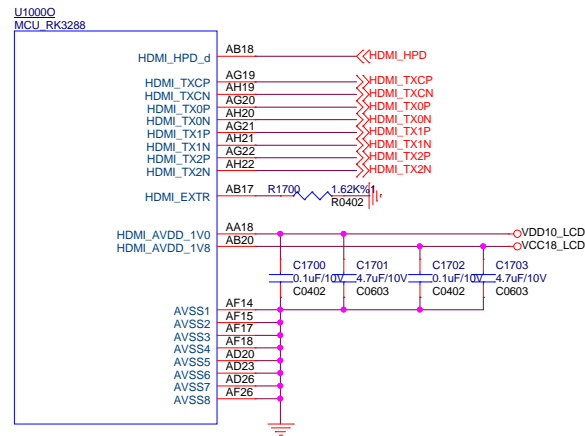 U1000O
MCU_RK3288
HDMI_HPD_d AB18 HDMI_HPD
HDMI_TXCP AG19 HDMI_TXCP
HDMI_TXCN AH19 HDMI_TXCN
HDMI_TX0P AG20 HDMI_TX0P
HDMI_TX0N AH20 HDMI_TX0N
HDMI_TX1P AG21 HDMI_TX1P
HDMI_TX1N AH21 HDMI_TX1N
HDMI_TX2P AG22 HDMI_TX2P
HDMI_TX2N AH22 HDMI_TX2N
HDMI_EXTR AB17 R1700 1.62K%1
R0402
HDMI_AVDD_1V0 AA18 VDD10_LCD
HDMI_AVDD_1V8 AB20 VCC18_LCD
C1700 C1701 C1702 C1703
0.1uF/10V 4.7uF/10V 0.1uF/10V 4.7uF/10V
C0402 C0603 C0402 C0603
AVSS1 AF14
AVSS2 AF15
AVSS3 AF17
AVSS4 AF18
AVSS5 AD20
AVSS6 AD23
AVSS7 AD26
AVSS8 AF26